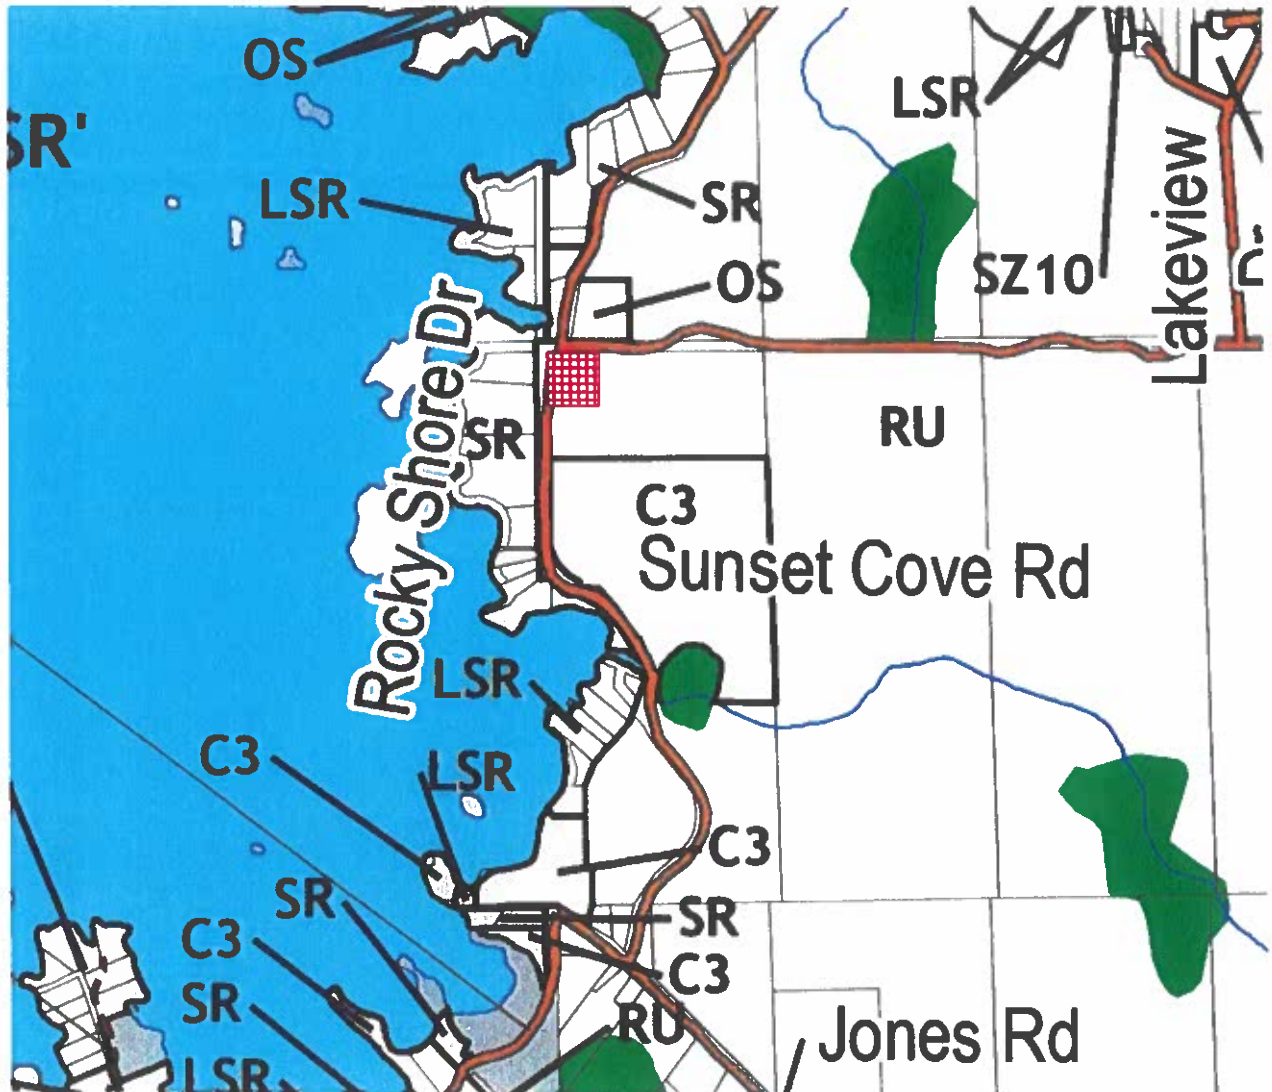 OS
LSR
SR'
LSR
SR
OS
SZ10
Lakeview
Rocky Shore Dr
SR
RU
C3
Sunset Cove Rd
LSR
C3
LSR
C3
SR
SR
C3
C3
SR
RU
Jones Rd
LSR